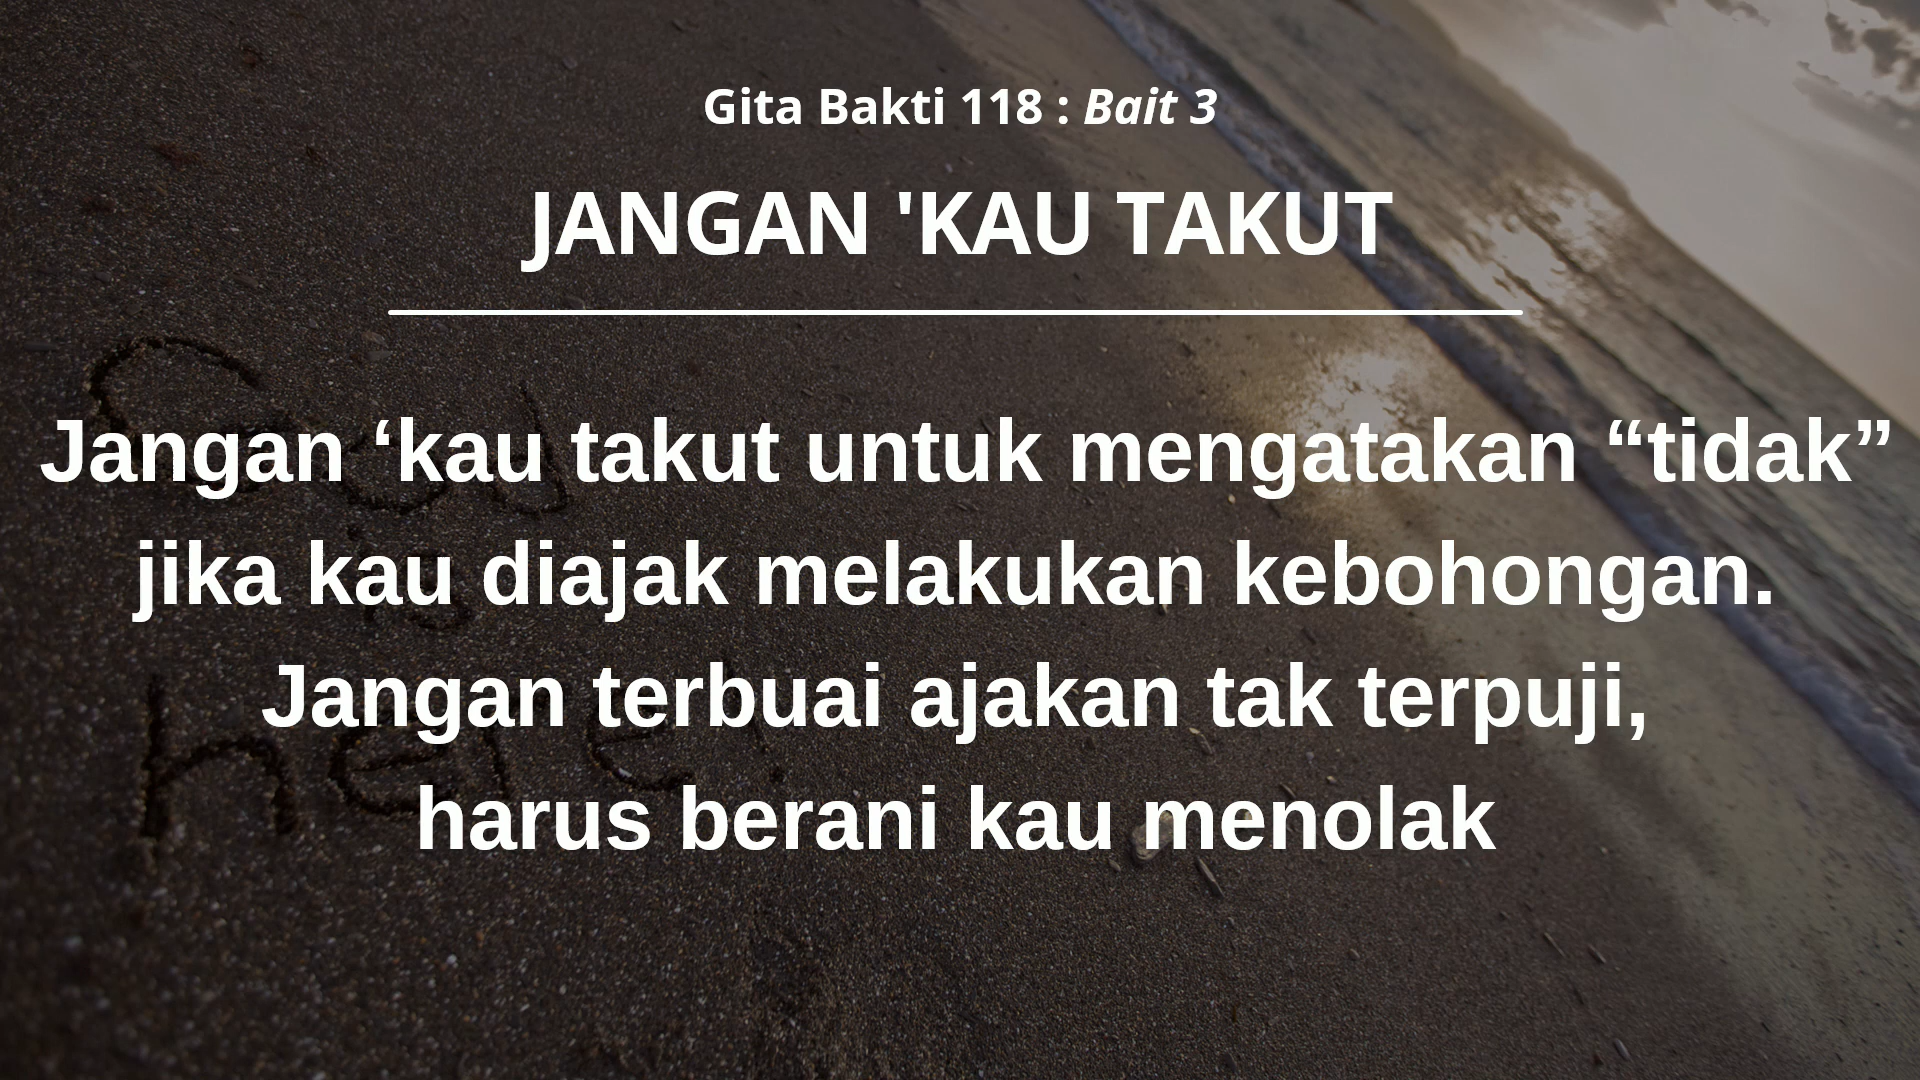 Gita Bakti 118 : Bait 3
JANGAN 'KAU TAKUT
Jangan ‘kau takut untuk mengatakan “tidak”
jika kau diajak melakukan kebohongan.
Jangan terbuai ajakan tak terpuji,
harus berani kau menolak
here!